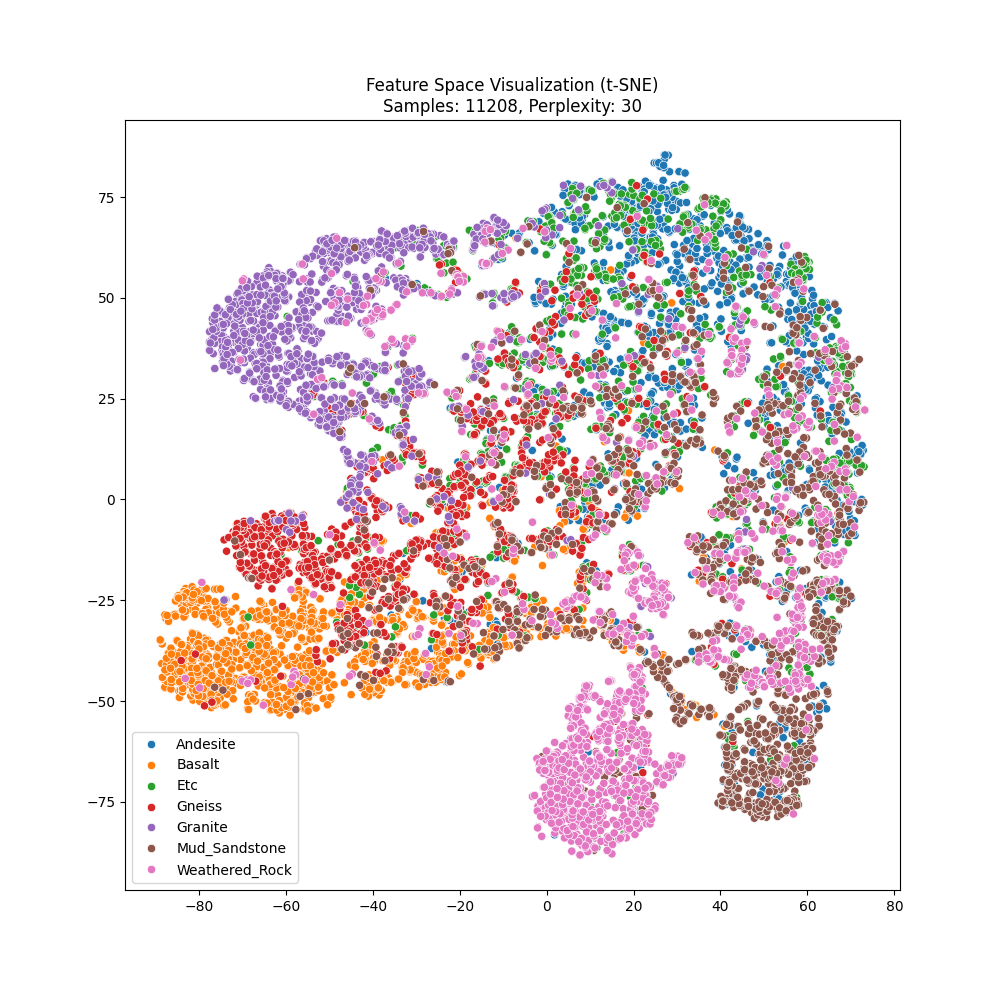 Feature Space Visualization (t-SNE)
Samples: 11208, Perplexity: 30
75
50
25
0
−25
−50
−75
Andesite
Basalt
Etc
Gneiss
Granite
Mud_Sandstone
Weathered_Rock
−80 −60 −40 −20 0 20 40 60 80